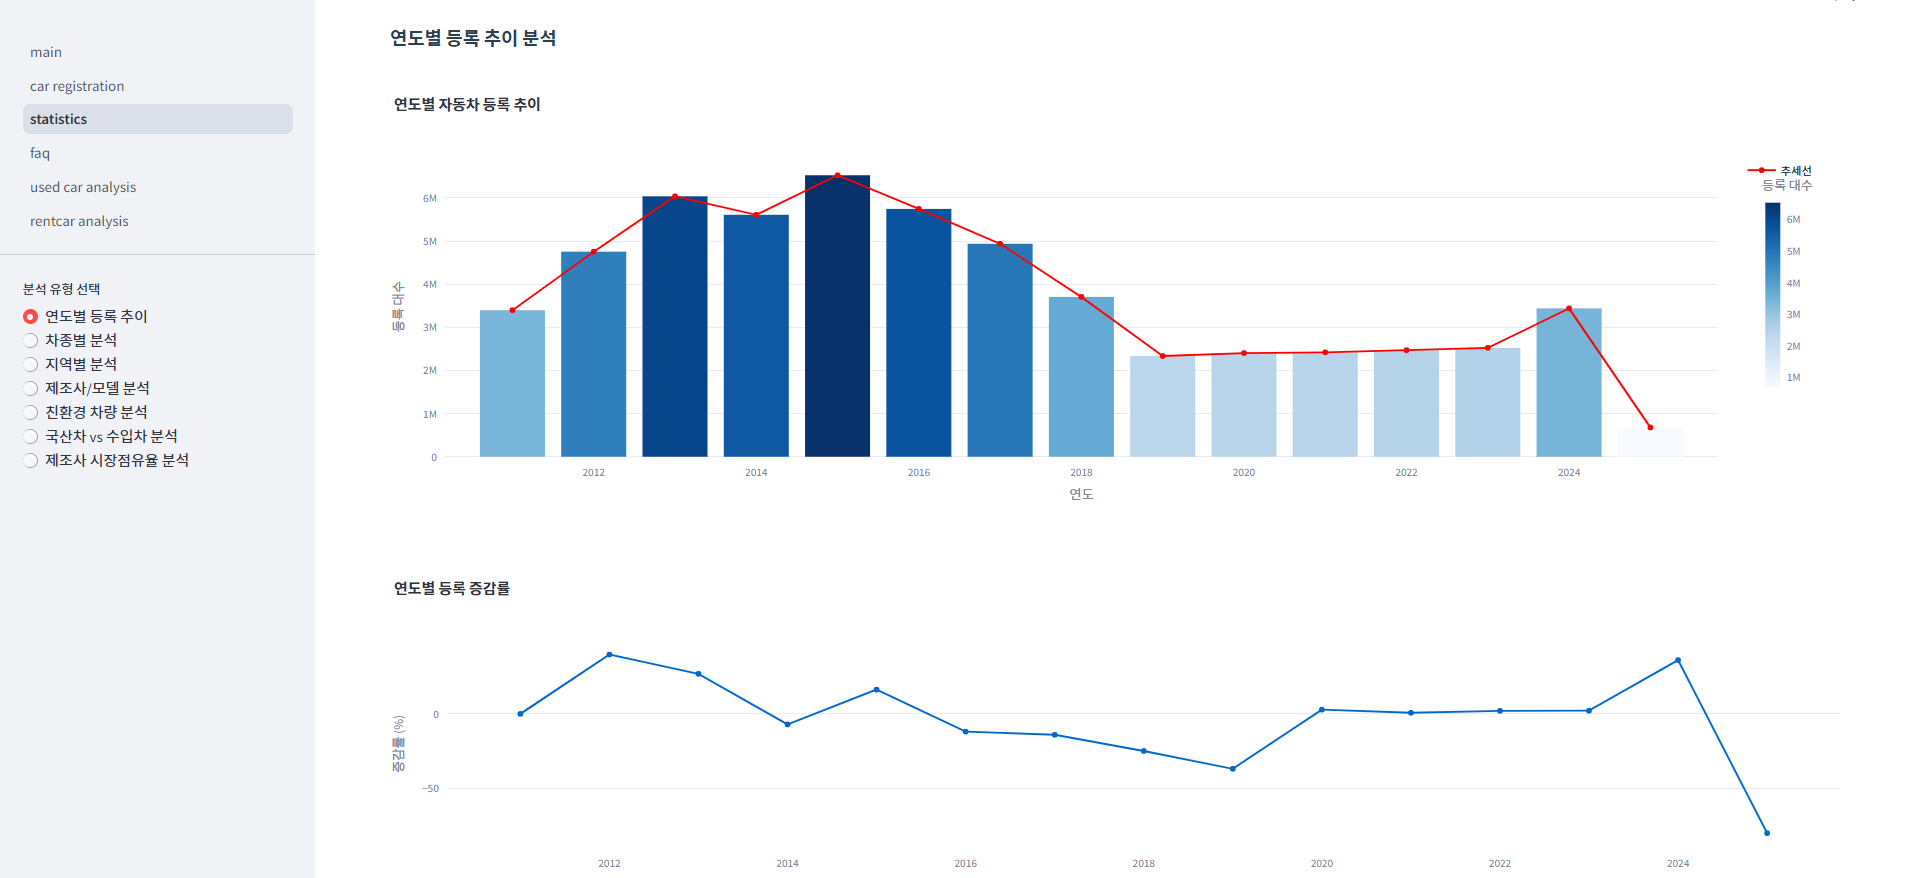 main
car registration
statistics
faq
used car analysis
rentcar analysis
분석 유형 선택
연도별 등록 추이
차종별 분석
지역별 분석
제조사/모델 분석
친환경 차량 분석
국산차 vs 수입차 분석
제조사 시장점유율 분석
연도별 등록 추이 분석
연도별 자동차 등록 추이
추세선
등록 대수
6M
5M
4M
3M
2M
1M
6M
5M
4M
3M
2M
1M
0
등록 대수
2012 2014 2016 2018 2020 2022 2024
연도
연도별 등록 증감률
0
−50
증감률 (%)
2012 2014 2016 2018 2020 2022 2024